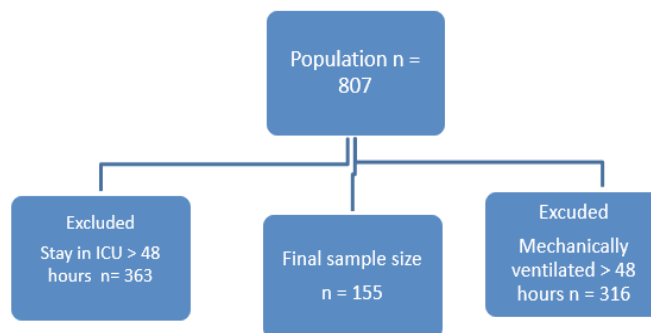 Population n =
807
Excluded
Stay in ICU > 48
hours  n= 363
Final sample size
n = 155
Excuded
Mechanically
ventilated > 48
hours n = 316